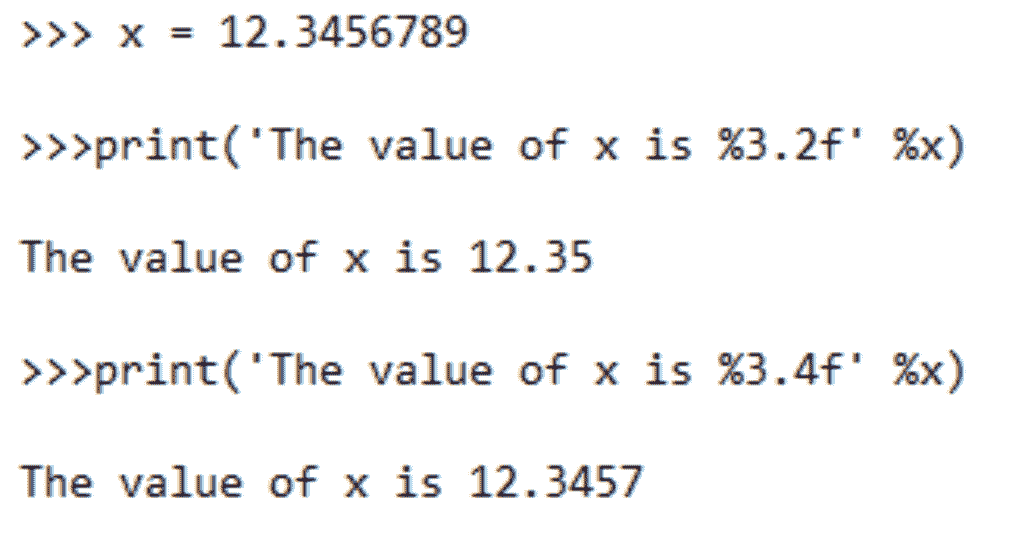 >>> x = 12.3456789
>>>print('The value of x is %3.2f' %x)
The value of x is 12.35
>>>print('The value of x is %3.4f' %x)
The value of x is 12.3457